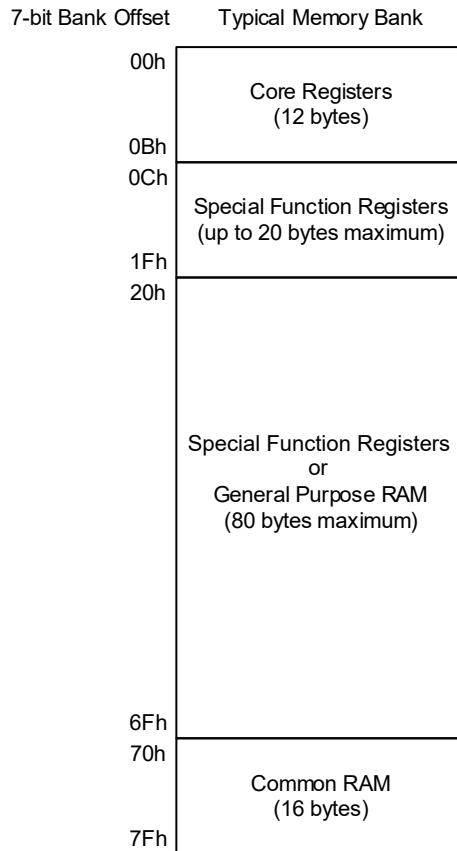 7-bit Bank Offset Typical Memory Bank
00h
Core Registers
(12 bytes)
0Bh
0Ch
Special Function Registers
(up to 20 bytes maximum)
1Fh
20h
Special Function Registers
or
General Purpose RAM
(80 bytes maximum)
6Fh
70h
Common RAM
(16 bytes)
7Fh